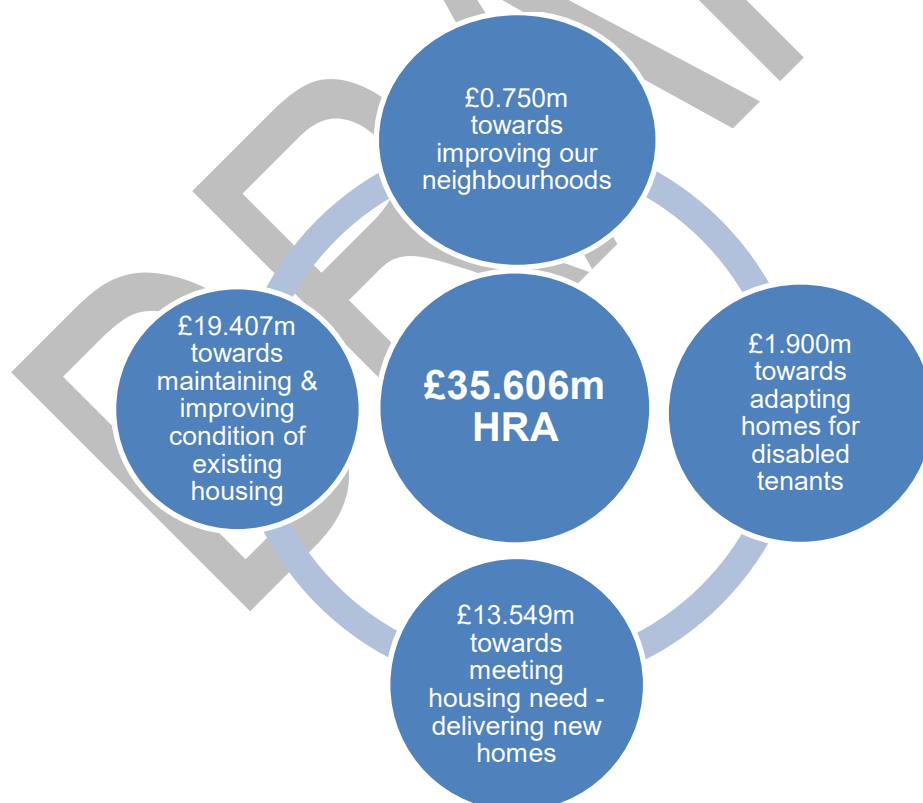 £0.750m
towards
improving our
neighbourhoods
£19.407m
towards
maintaining &
improving
condition of
existing
housing
£35.606m
HRA
£1.900m
towards
adapting
homes for
disabled
tenants
£13.549m
towards
meeting
housing need -
delivering new
homes